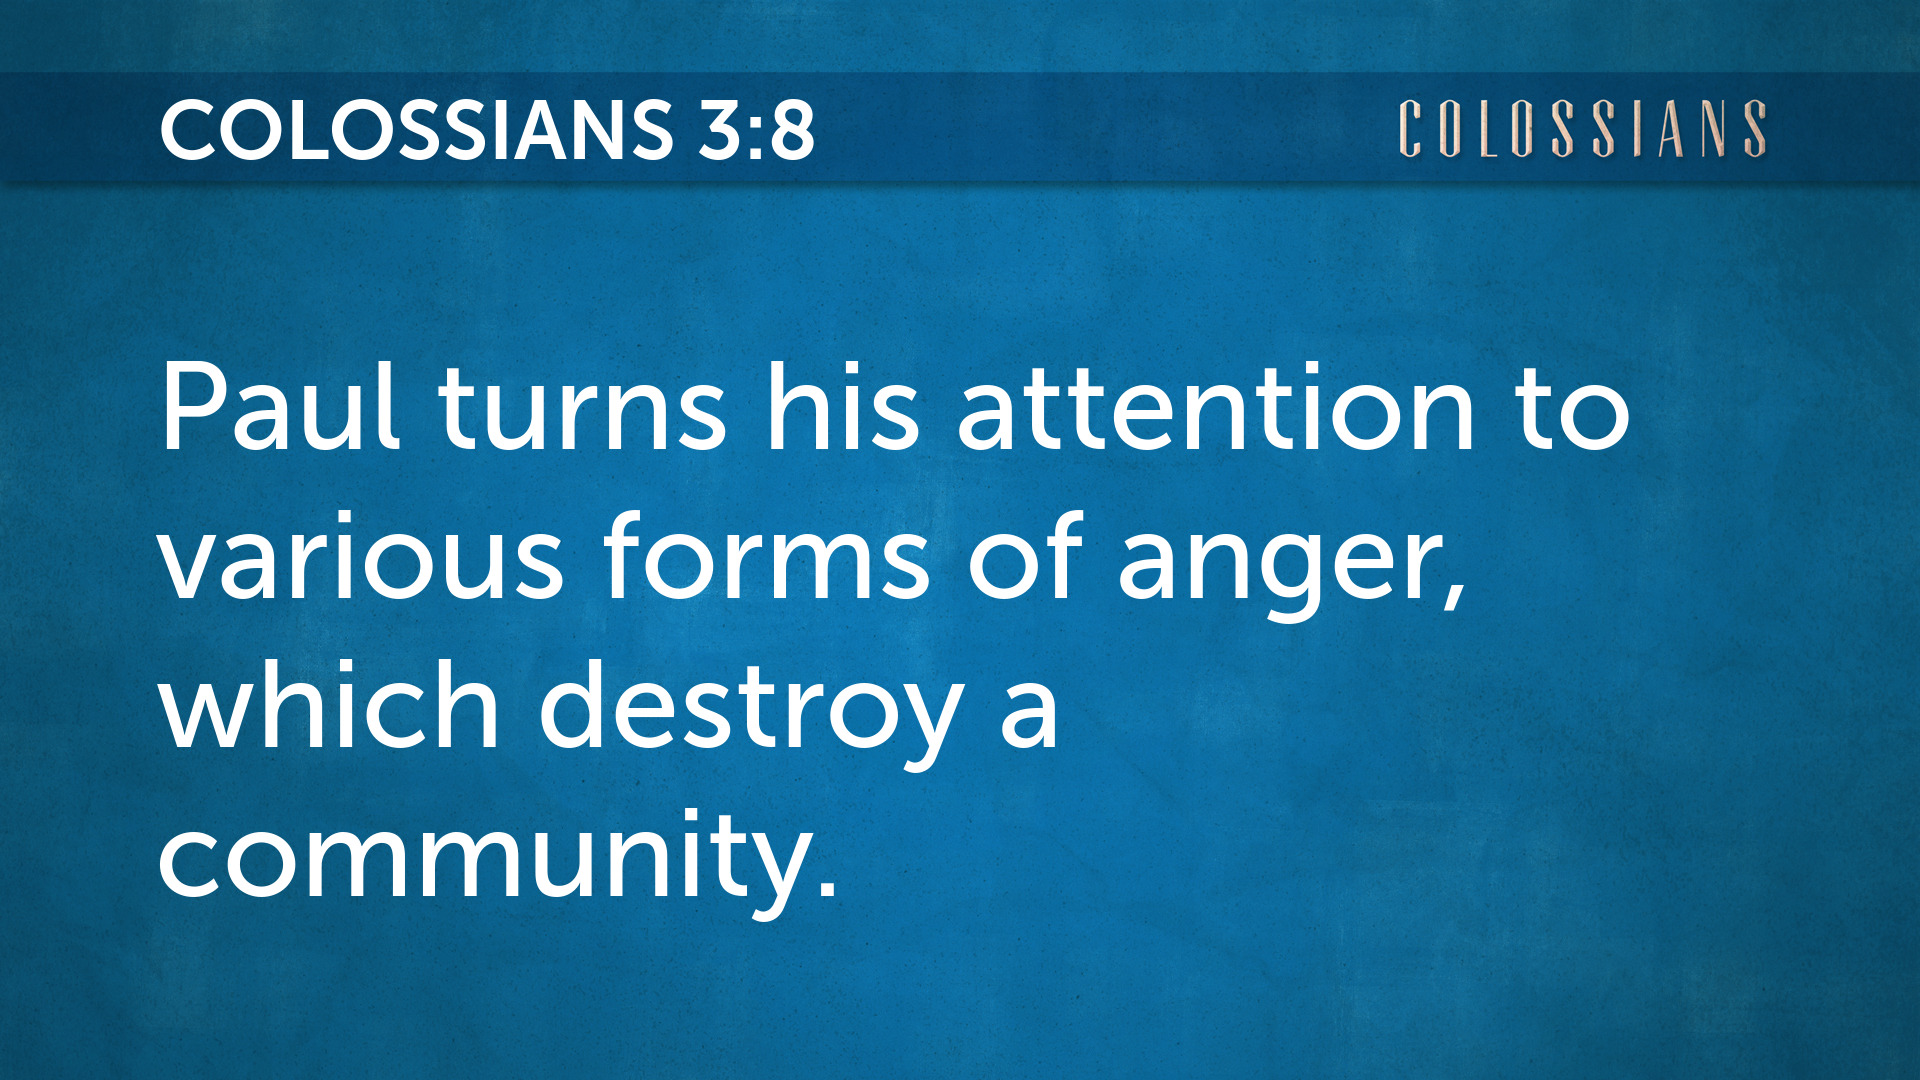 COLOSSIANS 3:8
COLOSSIANS
Paul turns his attention to
various forms of anger,
which destroy a
community.